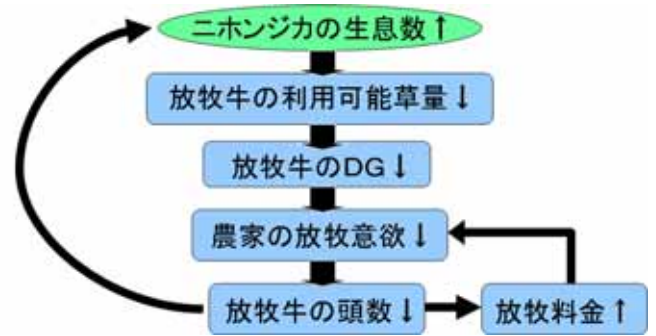 ニホンジカの生息数↑
放牧牛の利用可能草量↓
放牧牛のDG↓
農家の放牧意欲↓
放牧牛の頭数↓
放牧料金↑